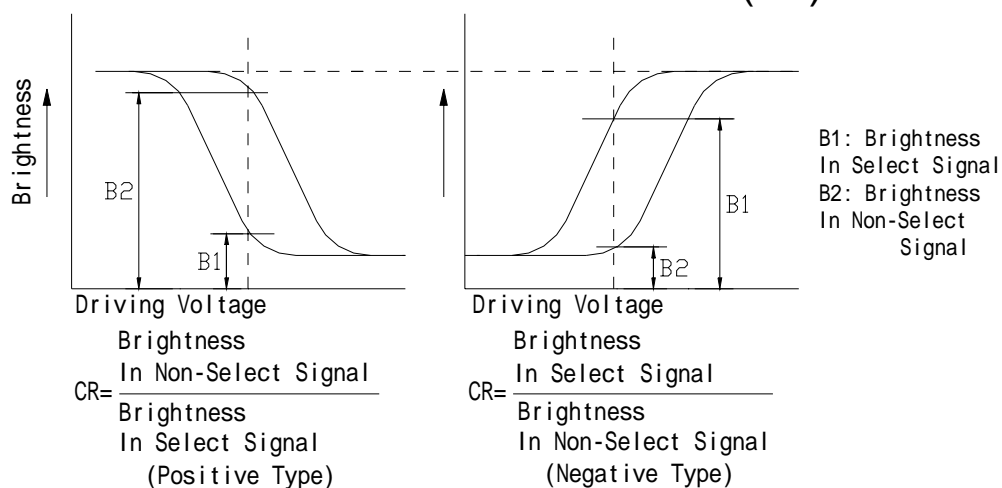 Brightness
B2
B1
B1
B2
B1: Brightness
In Select Signal
B2: Brightness
In Non-Select
Signal
Driving Voltage
Driving Voltage
Brightness
In Non-Select Signal
CR=
Brightness
In Select Signal
(Positive Type)
Brightness
In Select Signal
CR=
Brightness
In Non-Select Signal
(Negative Type)